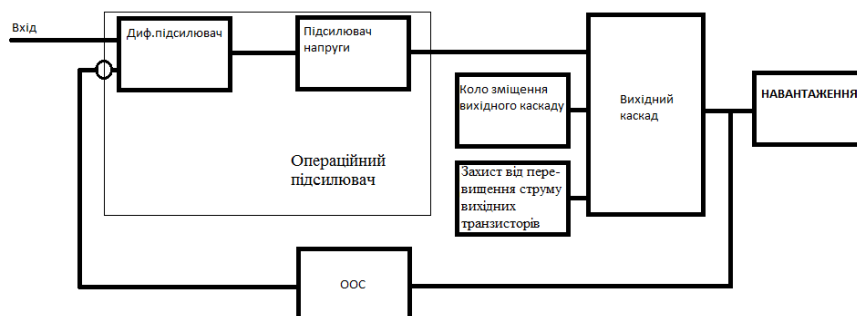 Вхід
Диф.підсилювач
Підсилювач
напруги
Операційний
підсилювач
Коло зміщення
вихідного каскаду
Захист від пере-
вищення струму
вихідних
транзисторів
Вихідний
каскад
НАВАНТАЖЕННЯ
ООС